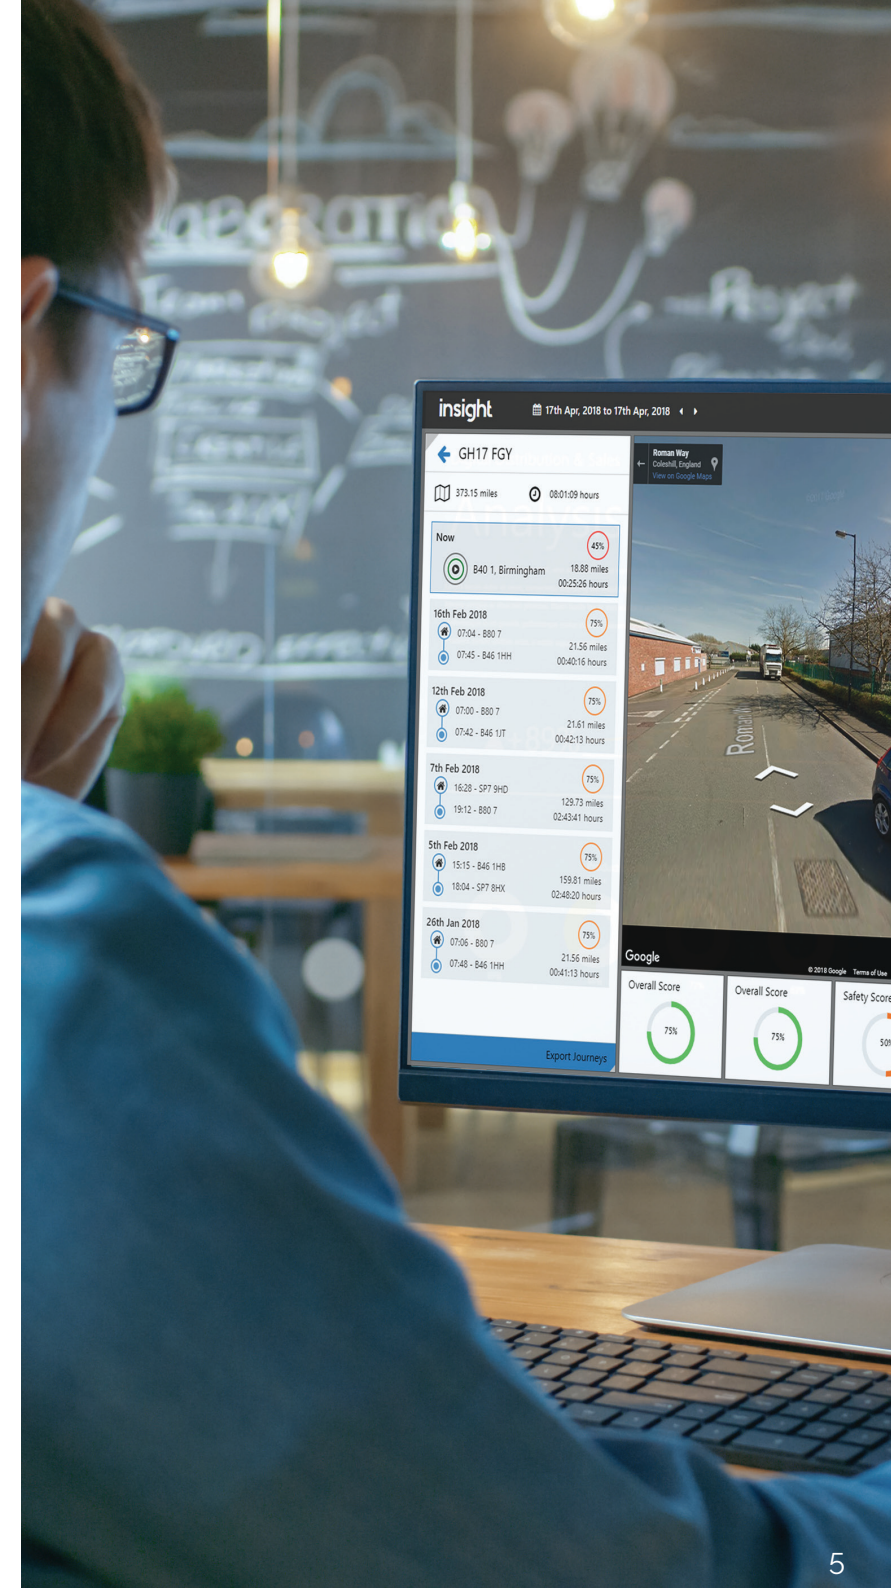 Project
insight
17th Apr, 2018 to 17th Apr, 2018
GH17 FGY
373.15 miles
08:01:09 hours
Now
45%
B40 1, Birmingham
18.88 miles
00:25:26 hours
16th Feb 2018
75%
07:04 - B80 7
21.56 miles
07:45 - B46 1HH
00:40:16 hours
12th Feb 2018
75%
07:00 - B80 7
21.61 miles
07:42 - B46 1JT
00:42:13 hours
7th Feb 2018
75%
16:28 - SP7 9HD
129.73 miles
19:12 - B80 7
02:43:41 hours
5th Feb 2018
75%
15:15 - B46 1HB
159.81 miles
18:04 - SP7 8HX
02:48:20 hours
26th Jan 2018
75%
07:06 - B80 7
21.56 miles
07:48 - B46 1HH
00:41:13 hours
Export Journeys
Roman Way
Coleshill, England
View on Google Maps
Google
© 2018 Google Terms of Use
Overall Score
75%
Overall Score
75%
Safety Score
50%
5